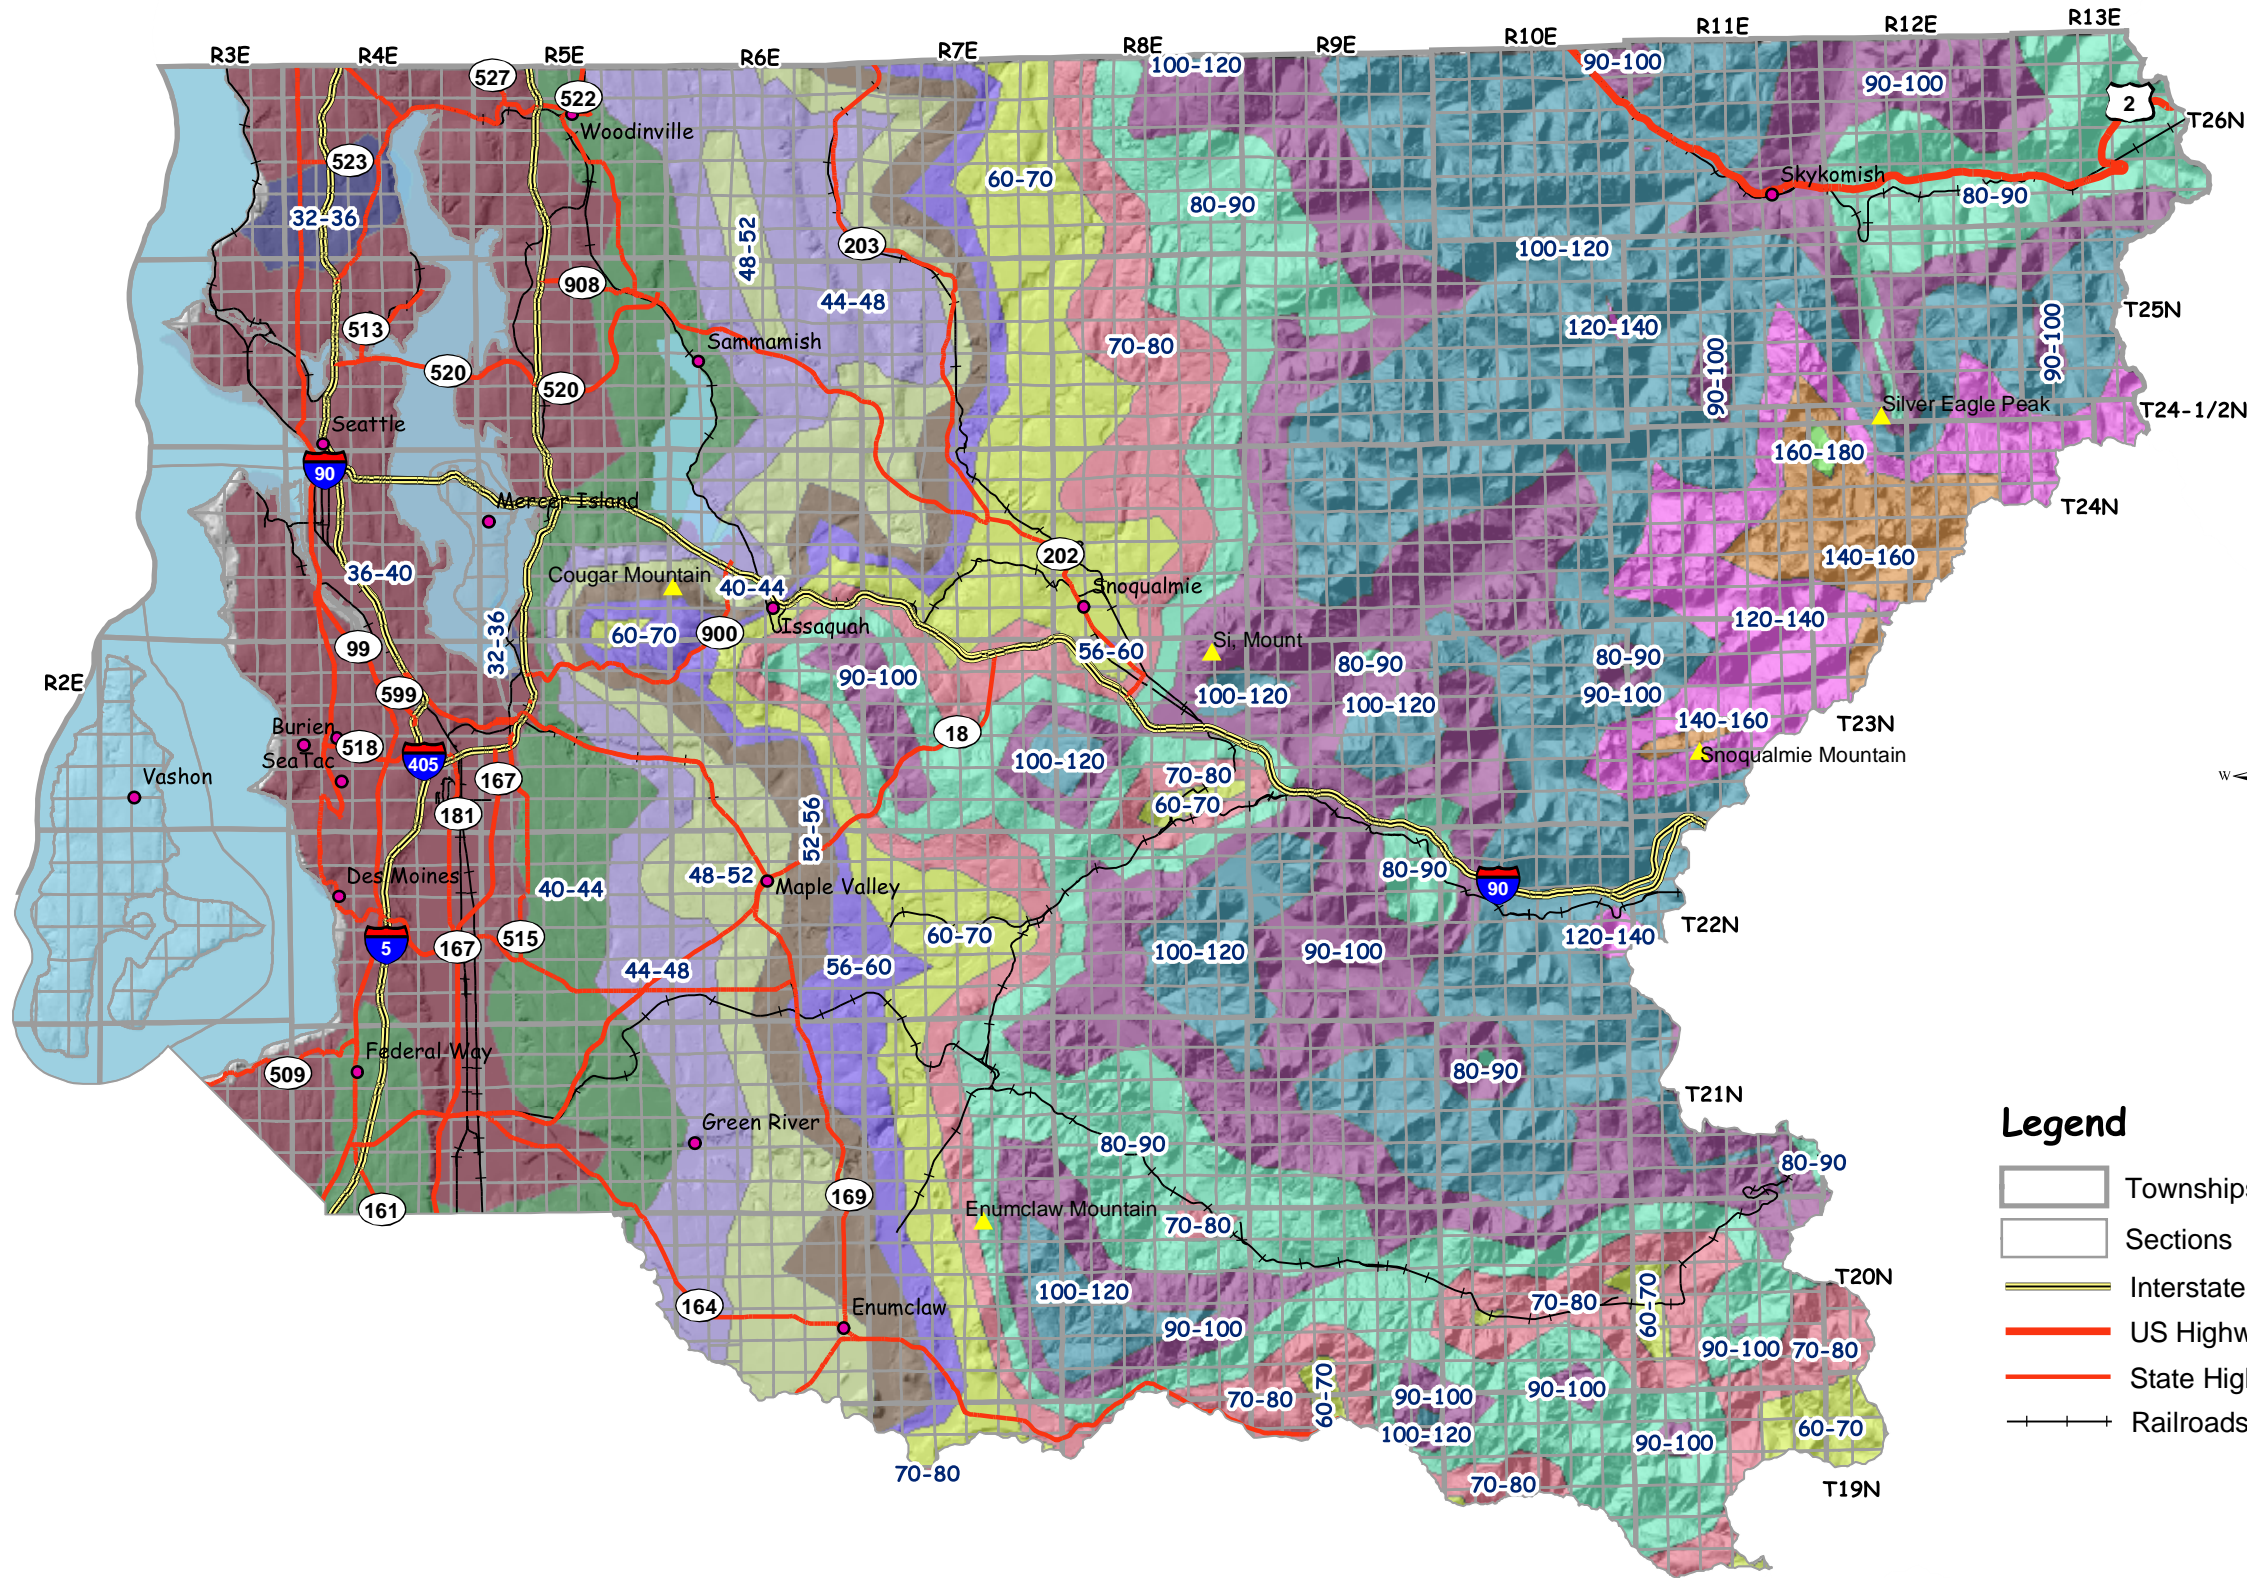 R3E
R4E
R5E
R6E
R7E
R8E
R9E
R10E
R11E
R12E
R13E
527
522
Woodinville
523
32-36
100-120
90-100
90-100
2
T26N
60-70
80-90
Skykomish
80-90
48-52
203
44-48
908
100-120
120-140
T25N
513
Sammamish
70-80
90-100
90-100
520
520
Silver Eagle Peak
T24-1/2N
Seattle
90
160-180
Mercer Island
T24N
36-40
202
140-160
Cougar Mountain
40-44
Snoqualmie
Issaquah
120-140
60-70
900
32-36
99
Si, Mount
56-60
80-90
80-90
R2E
90-100
100-120
100-120
90-100
599
140-160
T23N
Burien
518
18
SeaTac
405
Snoqualmie Mountain
100-120
70-80
Vashon
167
W
60-70
181
52-56
80-90
Des Moines
48-52
Maple Valley
40-44
90
5
167
515
60-70
T22N
120-140
100-120
90-100
44-48
56-60
Federal Way
509
80-90
T21N
Green River
80-90
Legend
80-90
Townships
161
169
Enumclaw Mountain
70-80
Sections
T20N
100-120
Interstate
164
Enumclaw
70-80
60-70
90-100
US Highw
90-100
70-80
State Hig
70-80
60-70
90-100
90-100
Railroads
100-120
90-100
60-70
70-80
70-80
T19N